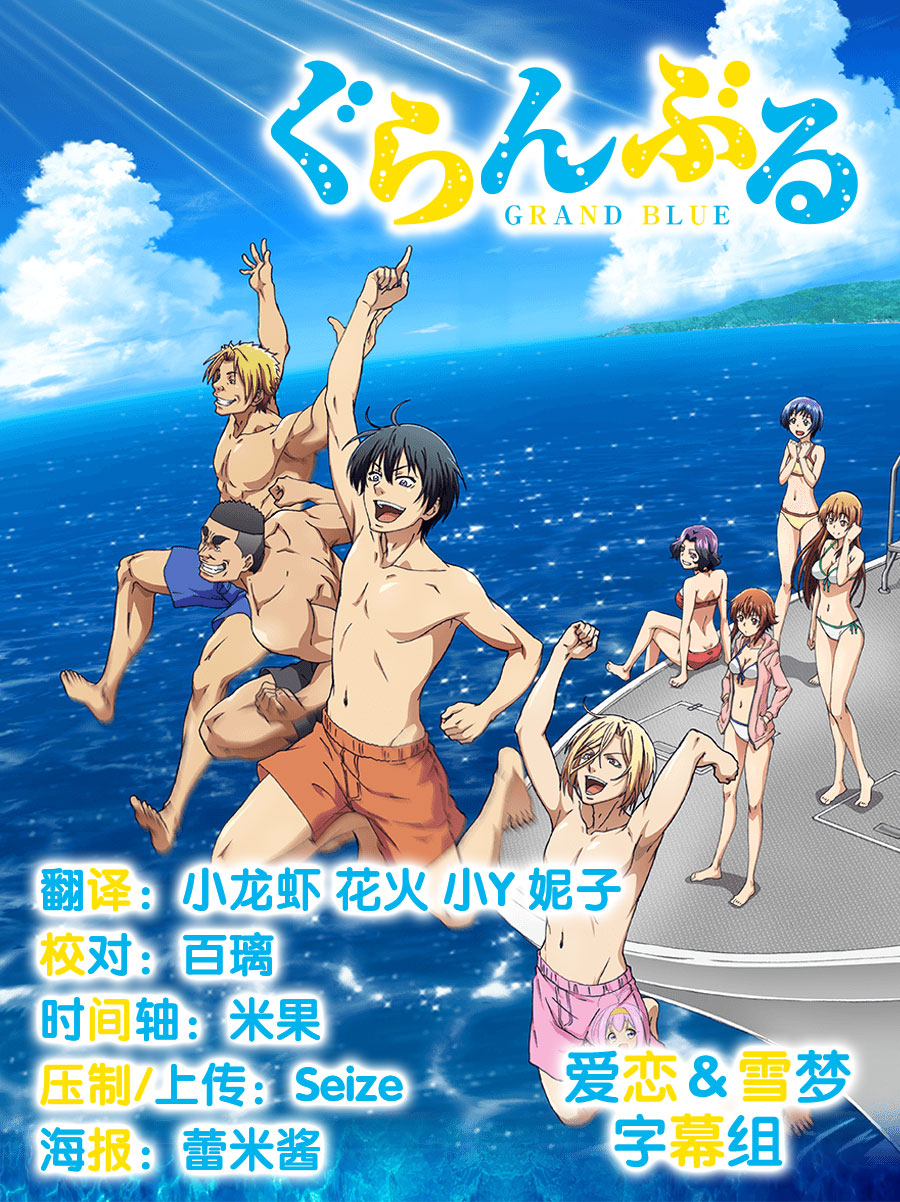 ぐらんぶる
GRAND BLUE
翻译：小龙虾 花火 小Y 妮子
校对：百璃
时间轴：米果
压制/上传：Seize
海报：蕾米酱
爱恋&雪梦
字幕组